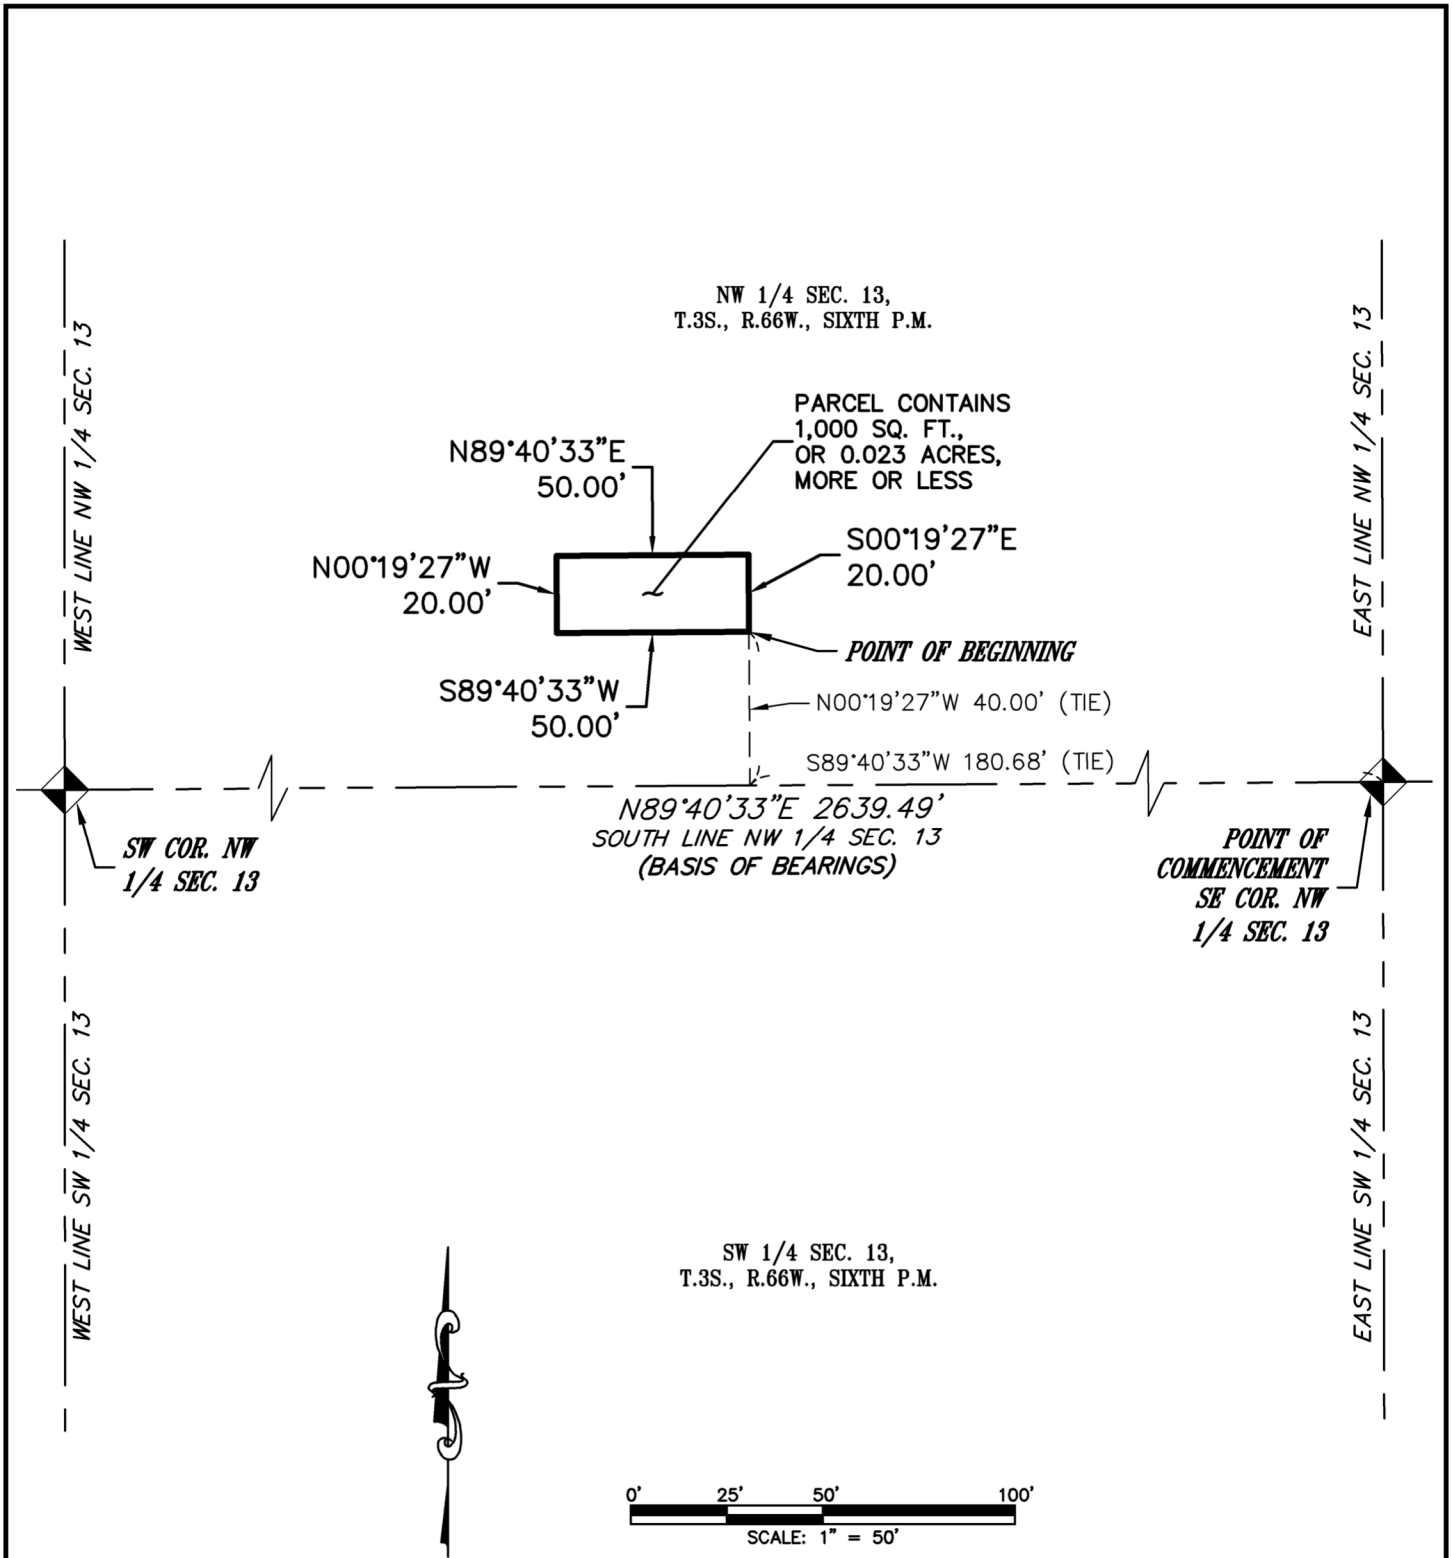 NW 1/4 SEC. 13,
T.3S., R.66W., SIXTH P.M.
WEST LINE NW 1/4 SEC. 13
EAST LINE NW 1/4 SEC. 13
PARCEL CONTAINS
1,000 SQ. FT.,
OR 0.023 ACRES,
MORE OR LESS
N89°40'33"E
50.00'
N00°19'27"W
20.00'
S00°19'27"E
20.00'
POINT OF BEGINNING
S89°40'33"W
50.00'
N00°19'27"W 40.00' (TIE)
S89°40'33"W 180.68' (TIE)
N89°40'33"E 2639.49'
SOUTH LINE NW 1/4 SEC. 13
(BASIS OF BEARINGS)
SW COR. NW
1/4 SEC. 13
POINT OF
COMMENCEMENT
SE COR. NW
1/4 SEC. 13
WEST LINE SW 1/4 SEC. 13
EAST LINE SW 1/4 SEC. 13
SW 1/4 SEC. 13,
T.3S., R.66W., SIXTH P.M.
0' 25' 50' 100'
SCALE: 1" = 50'